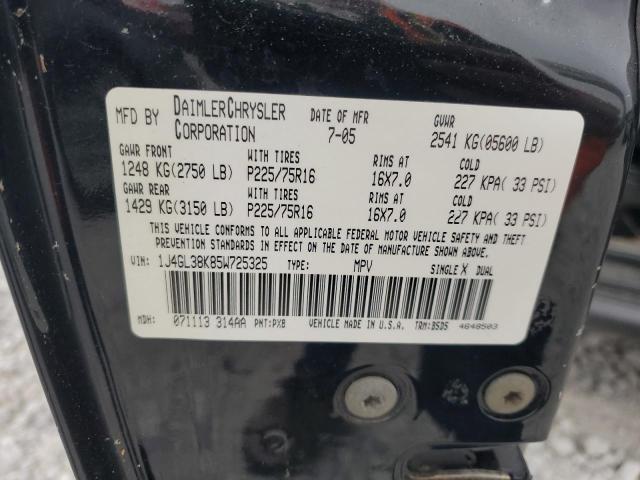 MFD BY DAIMLERCHRYSLER CORPORATION DATE OF MFR 7-05 GVWR 2541 KG(05600 LB)
GAWR FRONT WITH TIRES RIMS AT COLD
1248 KG(2750 LB) P225/75R16 16X7.0 227 KPA( 33 PSI)
GAWR REAR WITH TIRES RIMS AT COLD
1429 KG(3150 LB) P225/75R16 16X7.0 227 KPA( 33 PSI)
THIS VEHICLE CONFORMS TO ALL APPLICABLE FEDERAL MOTOR VEHICLE SAFETY AND THEFT
PREVENTION STANDARDS IN EFFECT ON THE DATE OF MANUFACTURE SHOWN ABOVE.
VIN: 1J4GL38K85W725325 TYPE: MPV SINGLE X DUAL
MDH: 071113 314AA PNT:PXB VEHICLE MADE IN U.S.A. TRM:BSDS 4648503